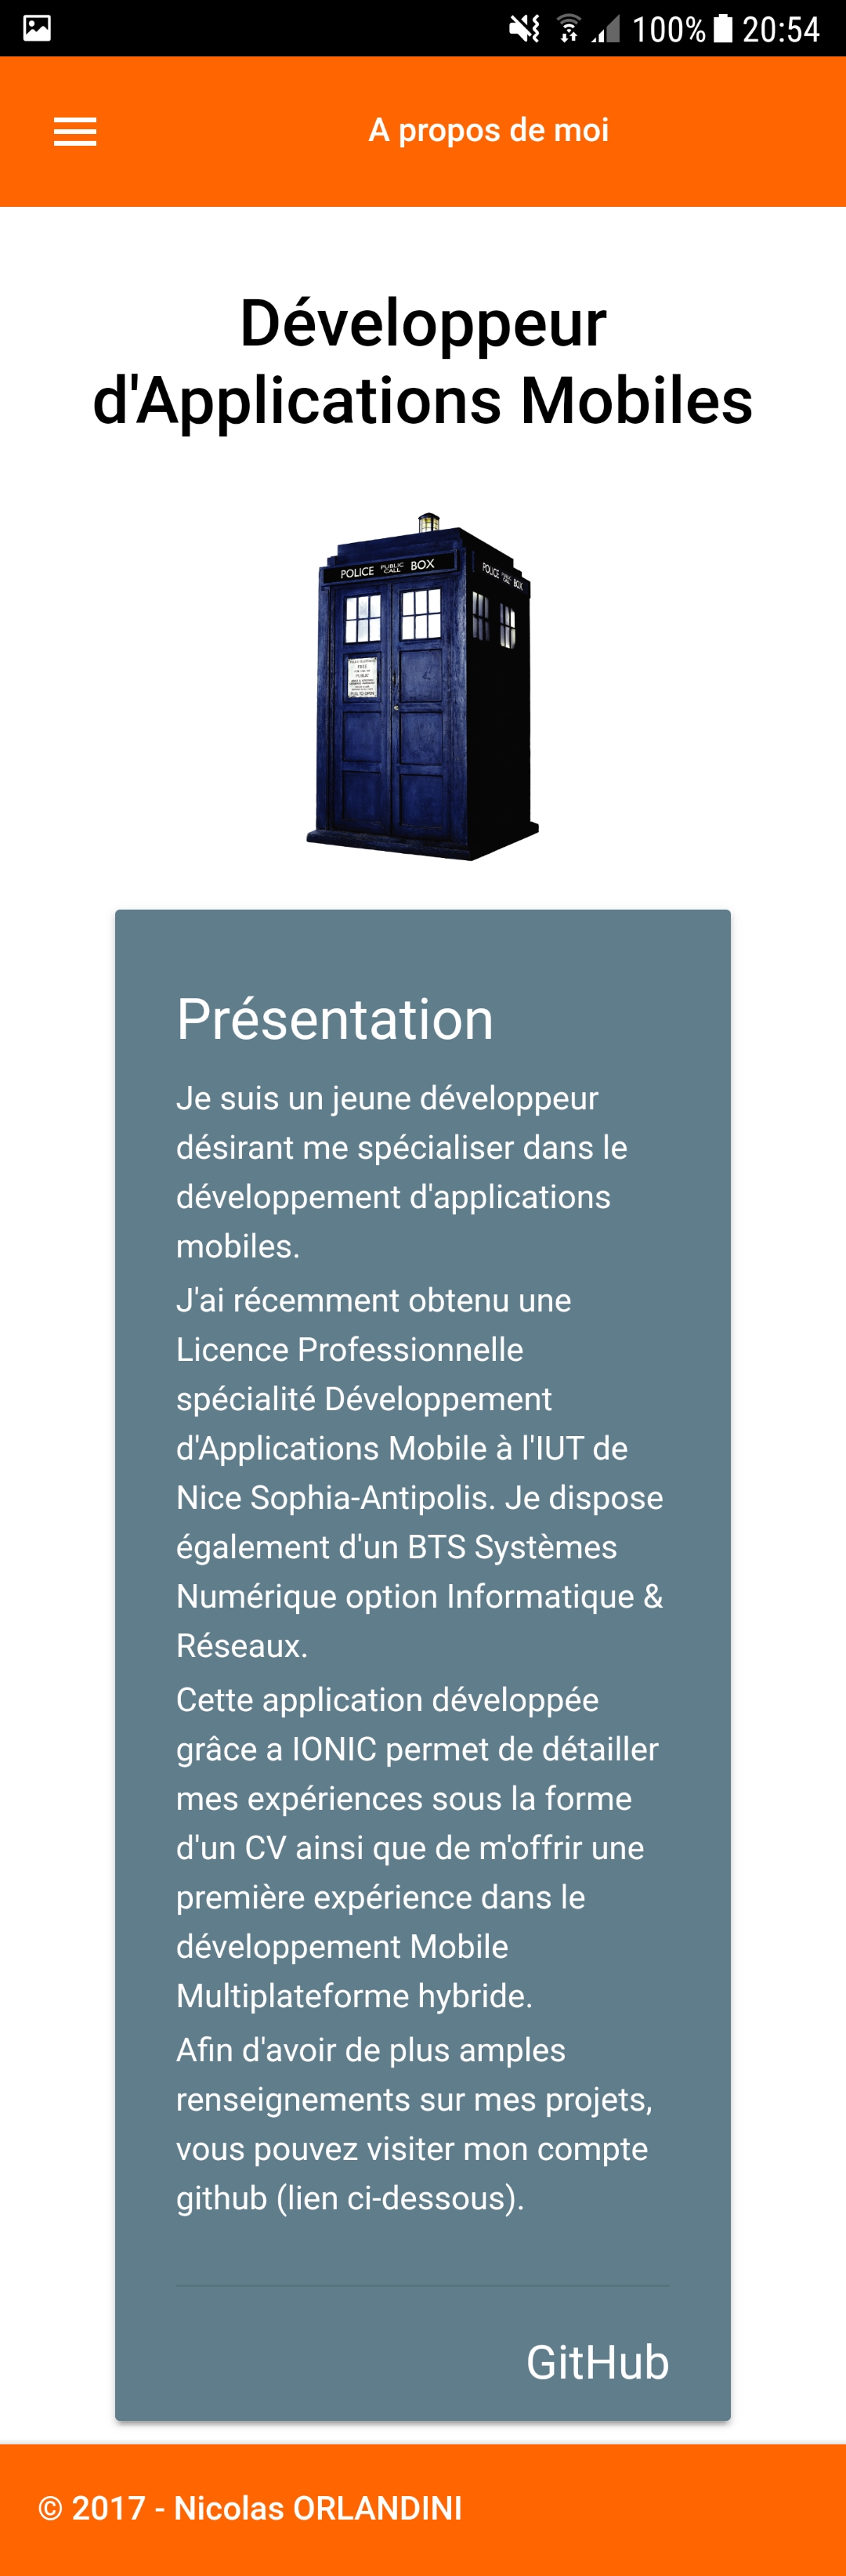 100% 20:54
A propos de moi
Développeur
d'Applications Mobiles
POLICE PUBLIC CALL BOX
POLICE PUBLIC CALL BOX
Présentation
Je suis un jeune développeur
désirant me spécialiser dans le
développement d'applications
mobiles.
J'ai récemment obtenu une
Licence Professionnelle
spécialité Développement
d'Applications Mobile à l'IUT de
Nice Sophia-Antipolis. Je dispose
également d'un BTS Systèmes
Numérique option Informatique &
Réseaux.
Cette application développée
grâce a IONIC permet de détailler
mes expériences sous la forme
d'un CV ainsi que de m'offrir une
première expérience dans le
développement Mobile
Multiplateforme hybride.
Afin d'avoir de plus amples
renseignements sur mes projets,
vous pouvez visiter mon compte
github (lien ci-dessous).
GitHub
© 2017 - Nicolas ORLANDINI